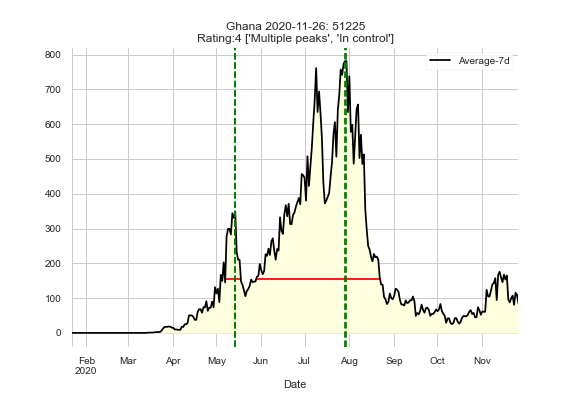 Ghana 2020-11-26: 51225
Rating:4 ['Multiple peaks', 'In control']
Average-7d
800
700
600
500
400
300
200
100
0
Feb Mar Apr May Jun Jul Aug Sep Oct Nov
2020
Date